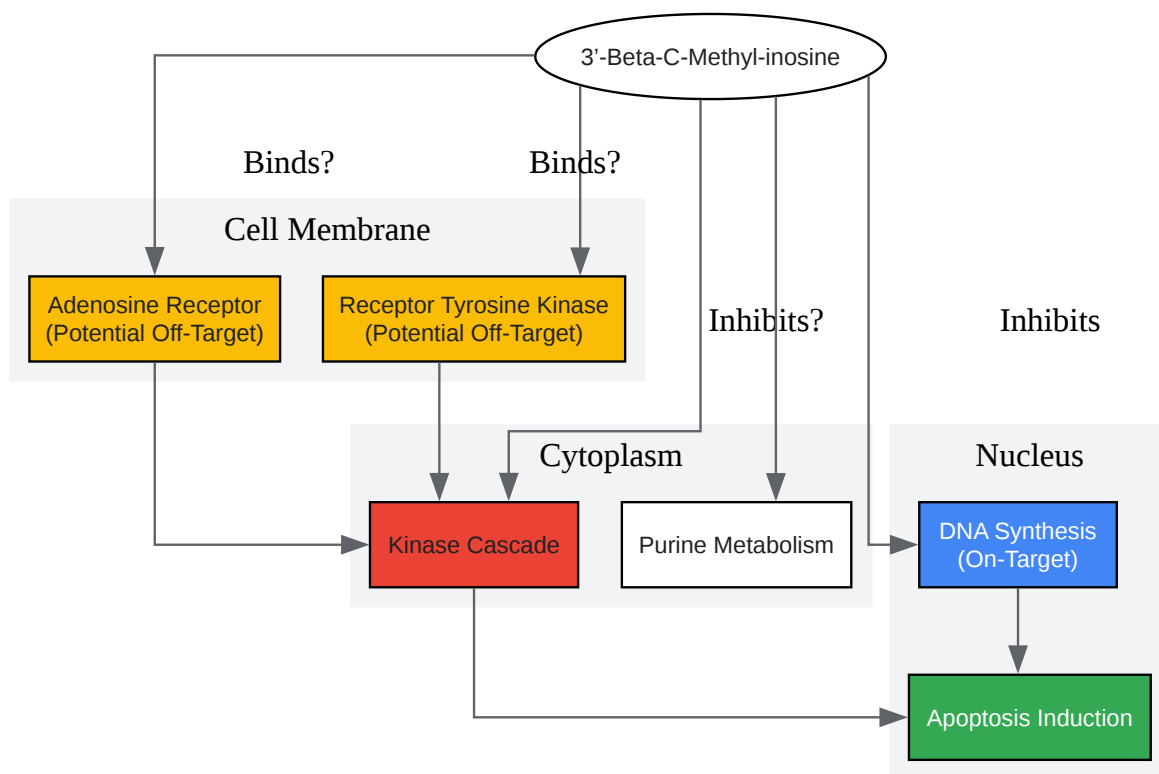 3’-Beta-C-Methyl-inosine
Binds?
Binds?
Cell Membrane
Adenosine Receptor
(Potential Off-Target)
Receptor Tyrosine Kinase
(Potential Off-Target)
Inhibits?
Inhibits
Cytoplasm
Nucleus
Kinase Cascade
Purine Metabolism
DNA Synthesis
(On-Target)
Apoptosis Induction